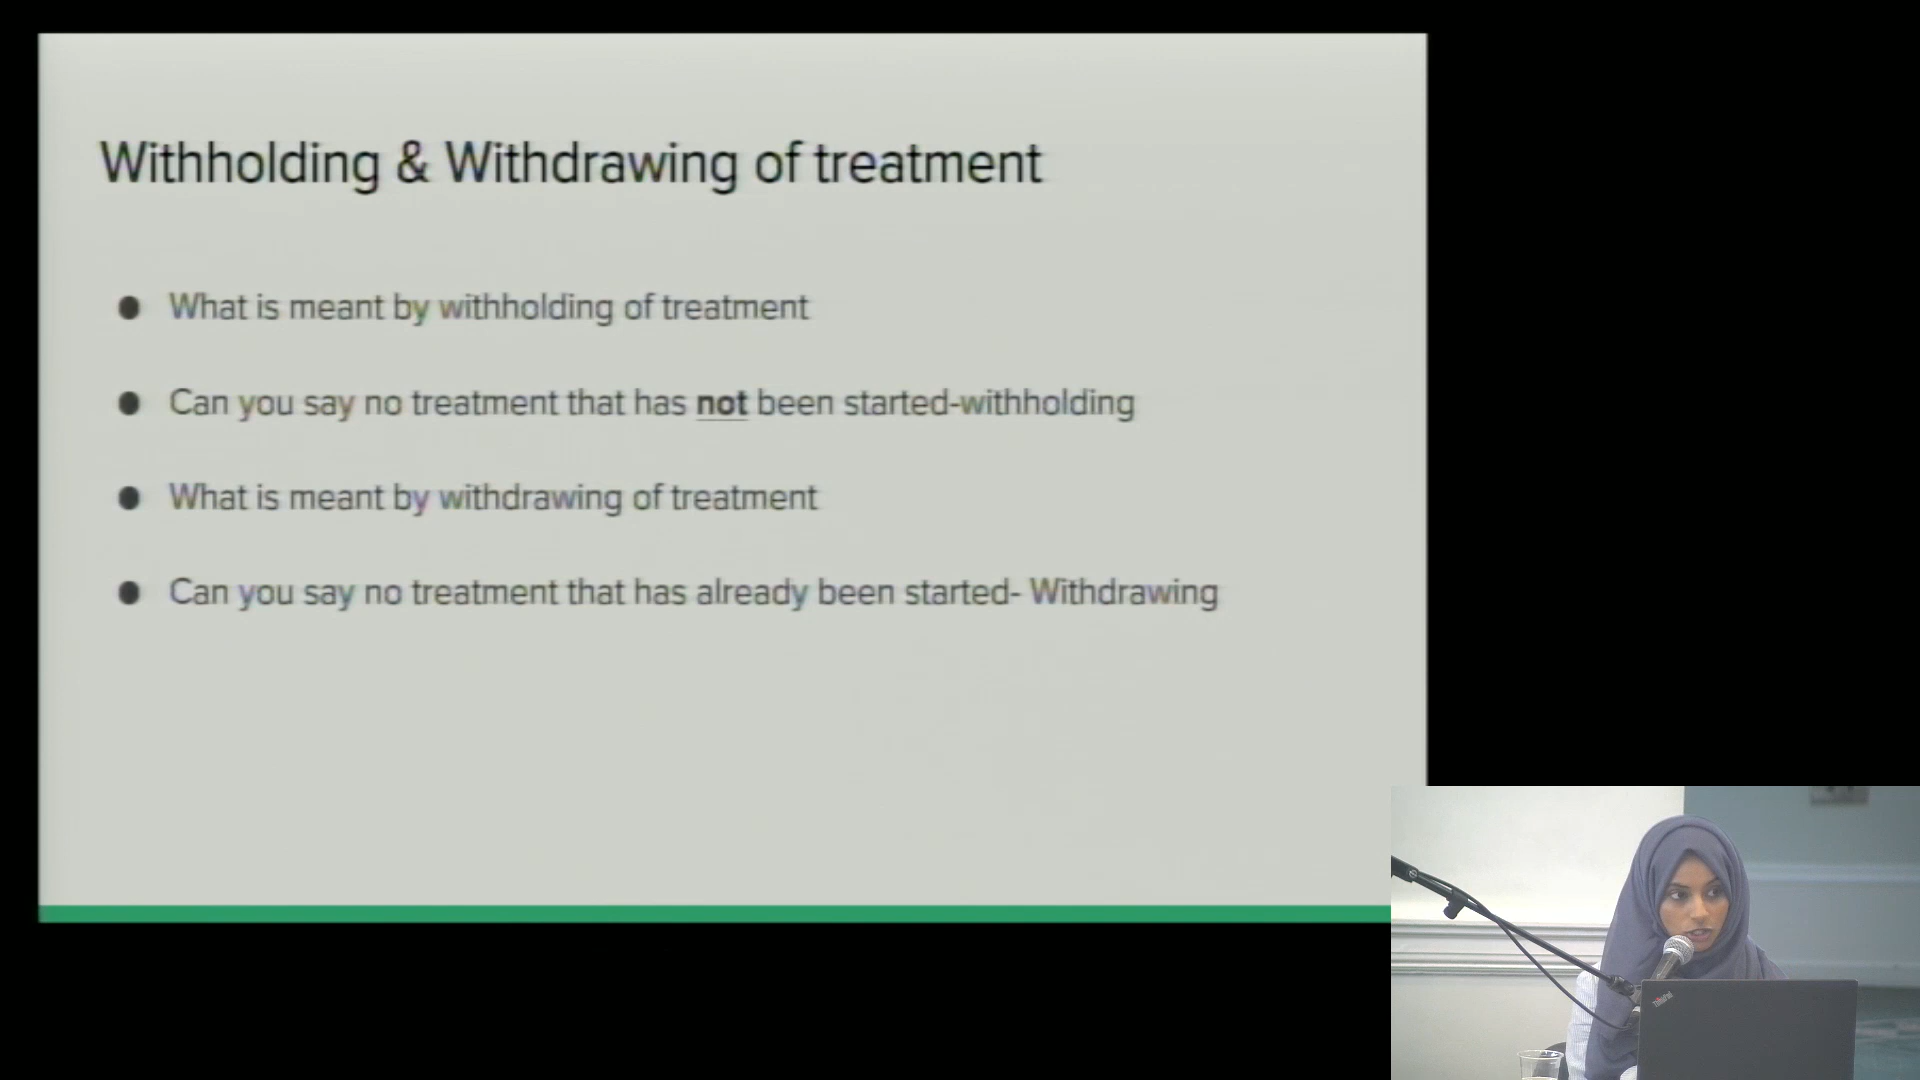 Withholding & Withdrawing of treatment
● What is meant by withholding of treatment
● Can you say no treatment that has not been started-withholding
● What is meant by withdrawing of treatment
● Can you say no treatment that has already been started- Withdrawing
ThinkPad